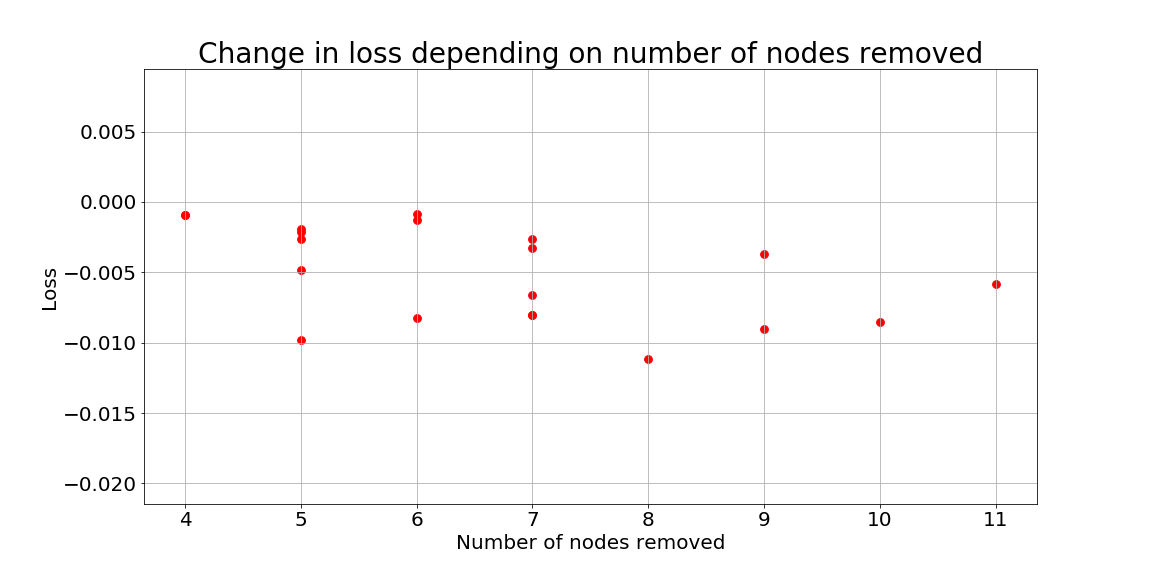 Change in loss depending on number of nodes removed
0.005
0.000
−0.005
−0.010
−0.015
−0.020
Loss
4 5 6 7 8 9 10 11
Number of nodes removed